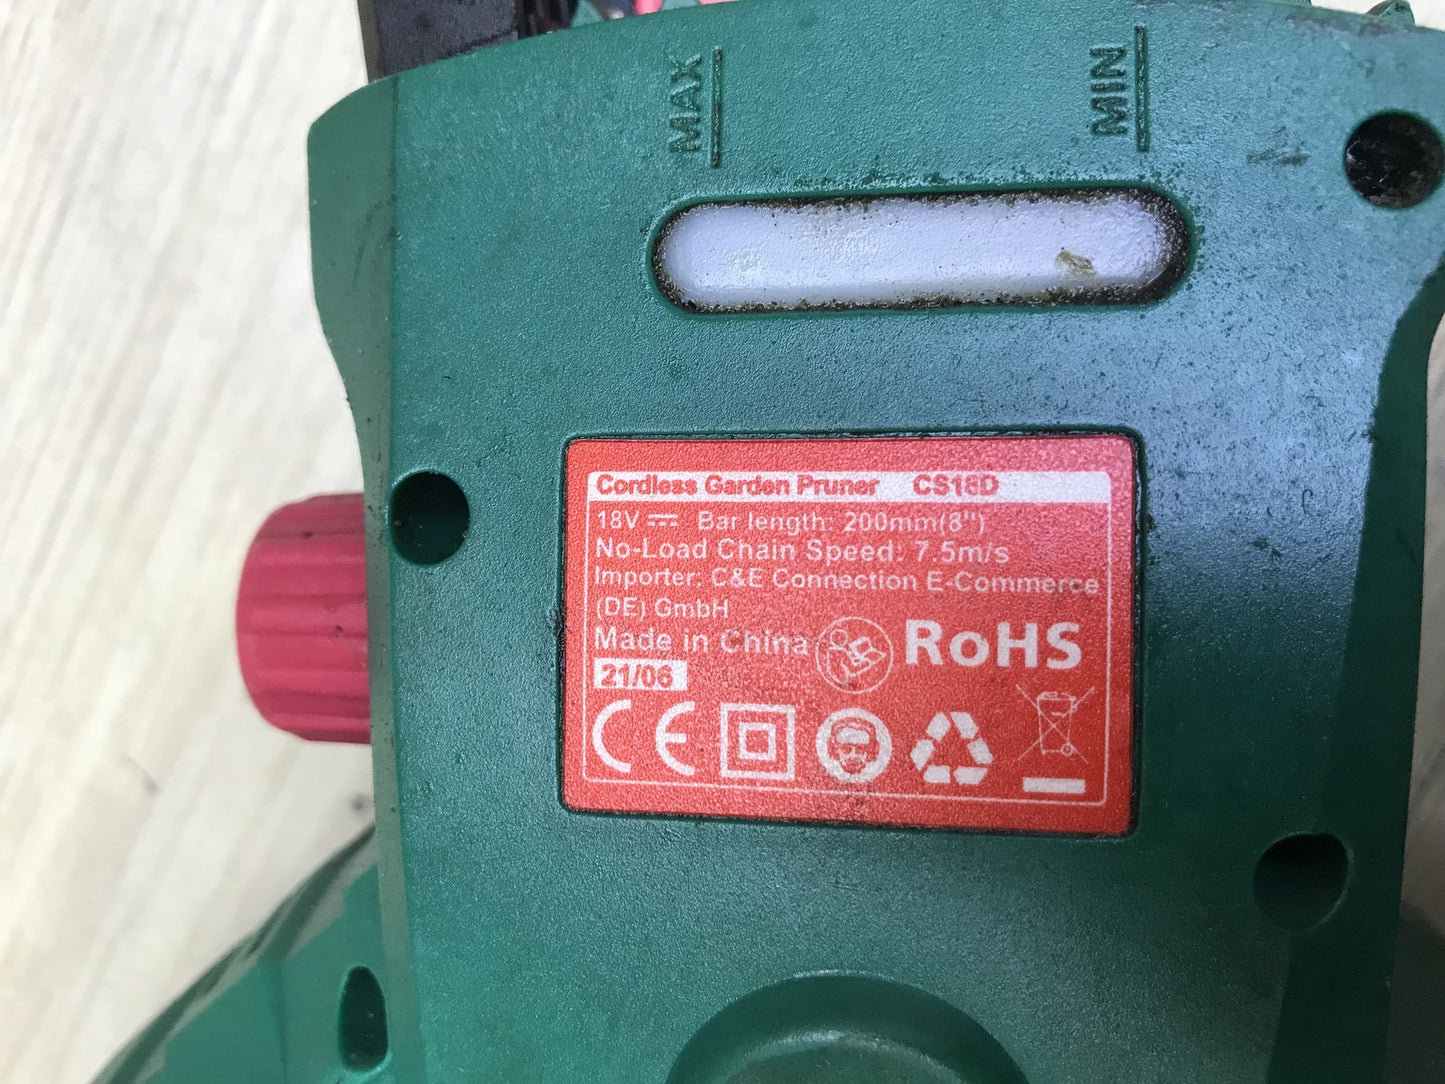 MAX
MIN
Cordless Garden Pruner CS18D
18V Bar length: 200mm(8")
No-Load Chain Speed: 7.5m/s
Importer: C&E Connection E-Commerce
(DE) GmbH
Made in China
RoHS
21/06
CE